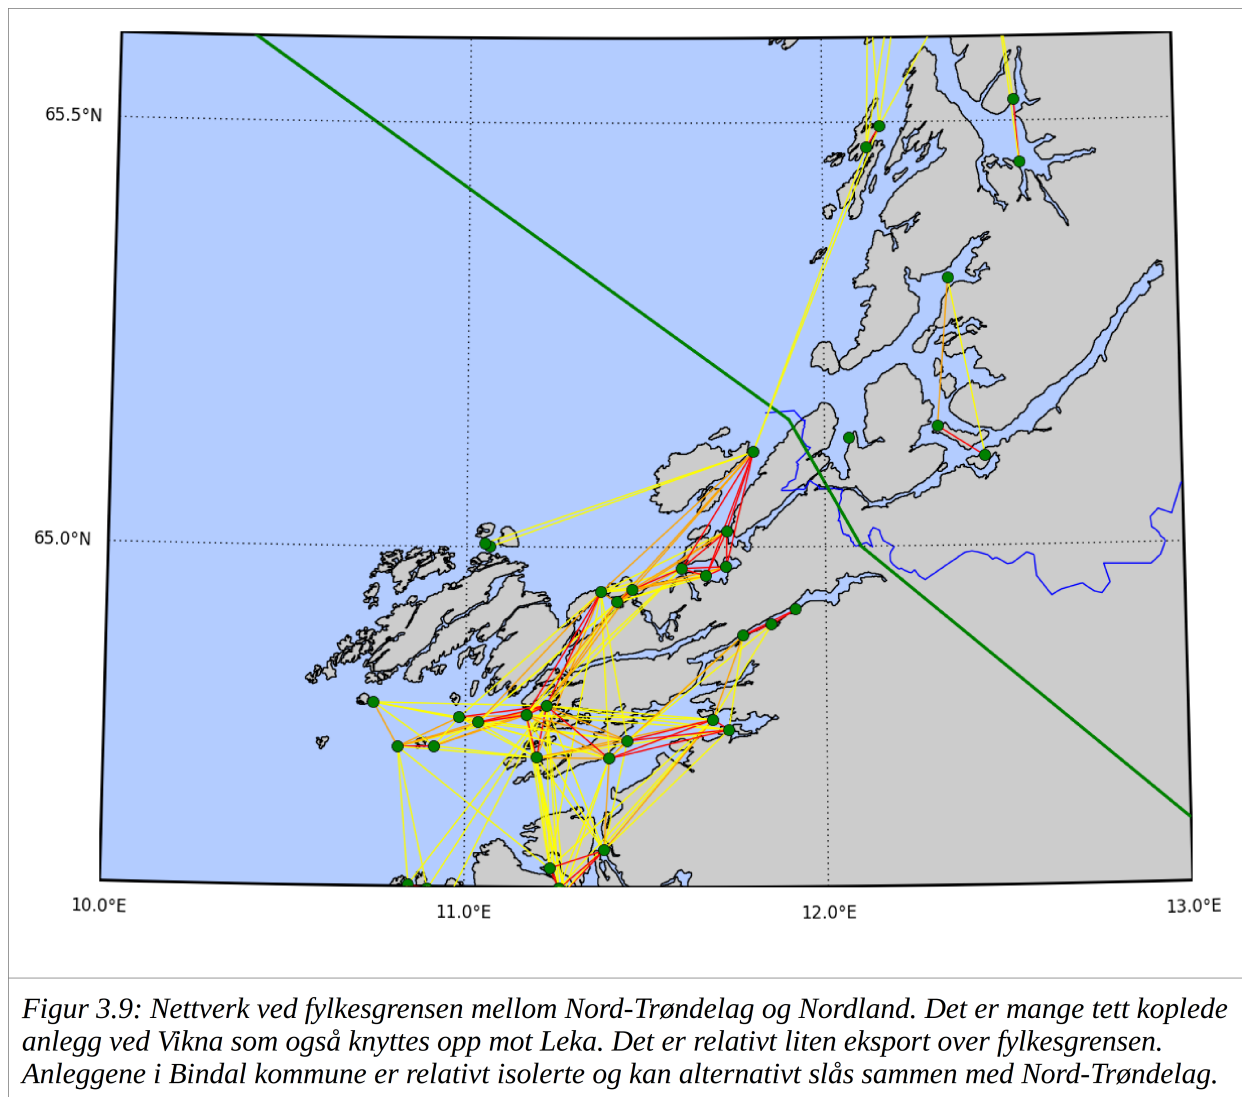 65.5°N
65.0°N
10.0°E
11.0°E
12.0°E
13.0°E
Figur 3.9: Nettverk ved fylkesgrensen mellom Nord-Trøndelag og Nordland. Det er mange tett koplede
anlegg ved Vikna som også knyttes opp mot Leka. Det er relativt liten eksport over fylkesgrensen.
Anleggene i Bindal kommune er relativt isolerte og kan alternativt slås sammen med Nord-Trøndelag.